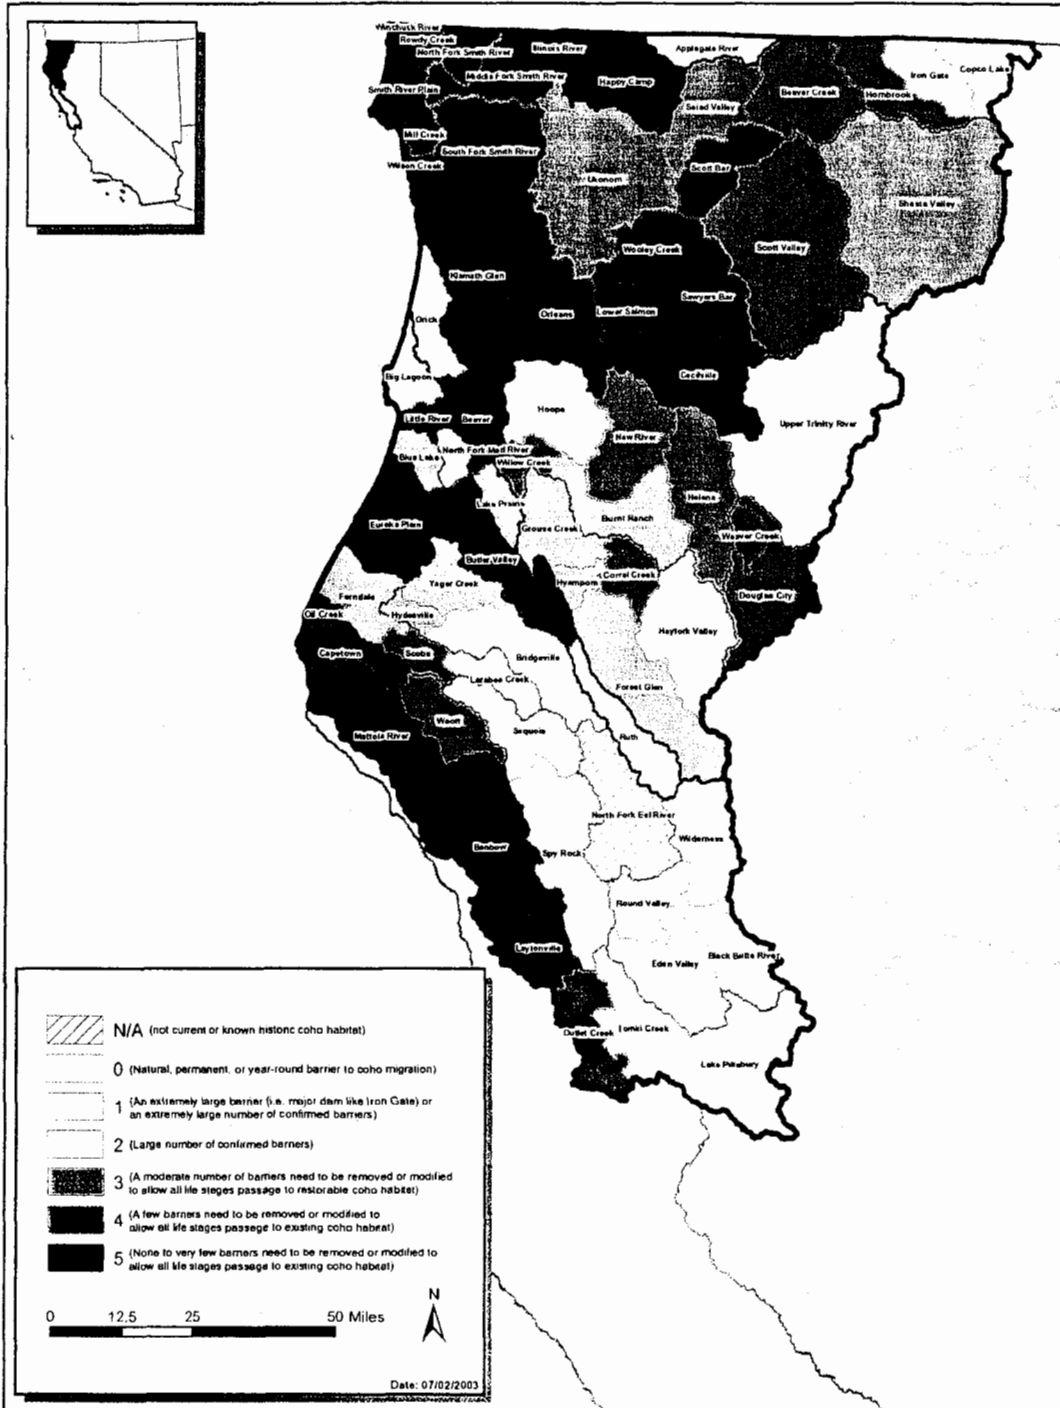 Winchuck River
Rowdy Creek
North Fork Smith River
Illinois River
Applegate River
Middle Fork Smith River
Happy Camp
Iron Gate
Copco Lake
Smith River Plain
Beaver Creek
Hornbrook
Seiad Valley
Mill Creek
South Fork Smith River
Wilson Creek
Scott Bar
Ukonom
Shasta Valley
Wooley Creek
Scott Valley
Klamath Glen
Sawyers Bar
Orleans
Lower Salmon
Orick
Big Lagoon
Cecilville
Hoopa
Little River
Beaver
Upper Trinity River
New River
Blue Lake
North Fork Mad River
Willow Creek
Lake Prairie
Helena
Eureka Plain
Grouse Creek
Burnt Ranch
Weaver Creek
Butler Valley
Yager Creek
Hyampom
Corral Creek
Ferndale
Douglas City
Oil Creek
Hydesville
Hayfork Valley
Capetown
Scotia
Bridgeville
Larabee Creek
Forest Glen
Weott
Mattole River
Sequoia
Ruth
North Fork Eel River
Wilderness
Benbow
Spy Rock
Round Valley
Laytonville
Eden Valley
Black Butte River
Outlet Creek
Tomki Creek
Lake Pillsbury
N/A (not current or known historic coho habitat)
0 (Natural, permanent, or year-round barrier to coho migration)
1 (An extremely large barrier (i.e. major dam like Iron Gate) or
an extremely large number of confirmed barriers)
2 (Large number of confirmed barriers)
3 (A moderate number of barriers need to be removed or modified
to allow all life stages passage to restorable coho habitat)
4 (A few barriers need to be removed or modified to
allow all life stages passage to existing coho habitat)
5 (None to very few barriers need to be removed or modified to
allow all life stages passage to existing coho habitat)
N
0 12.5 25 50 Miles
Date: 07/02/2003